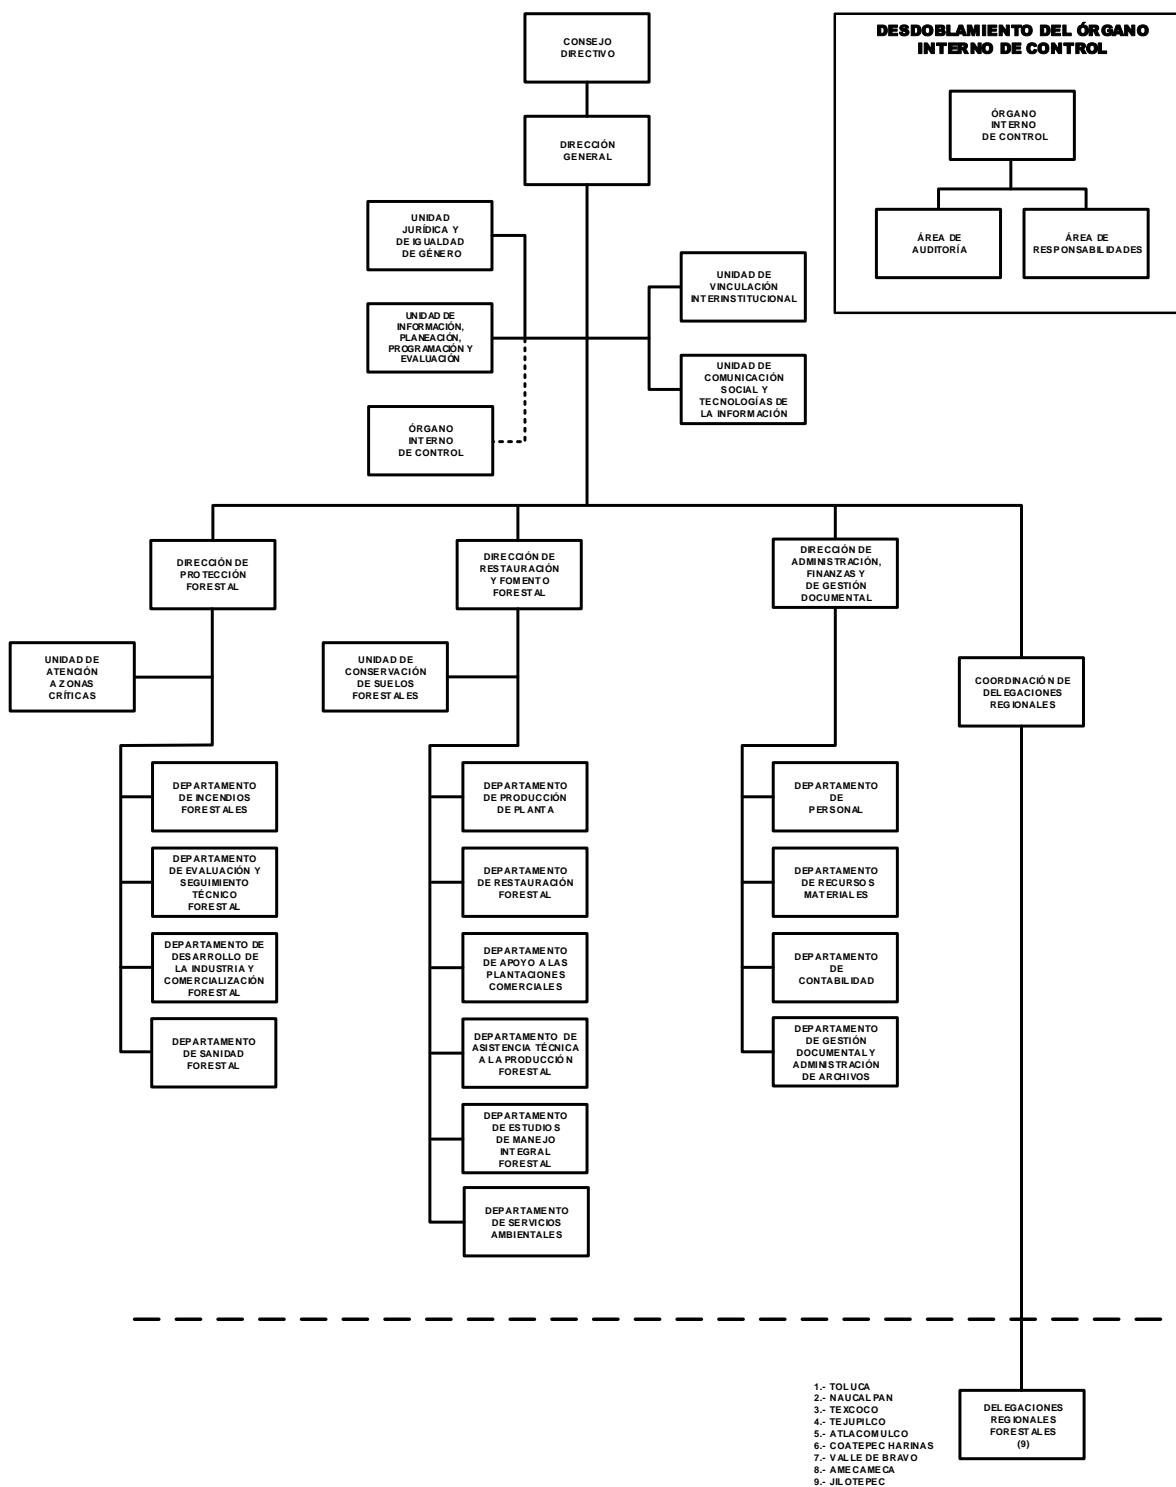 CONSEJO
DIRECTIVO
DIRECCIÓN
GENERAL
DESDOBLAMIENTO DEL ÓRGANO
INTERNO DE CONTROL
ÓRGANO
INTERNO
DE CONTROL
ÁREA DE
AUDITORÍA
ÁREA DE
RESPONSABILIDADES
UNIDAD
JURÍDICA Y
DE IGUALDAD
DE GÉNERO
UNIDAD DE
INFORMACIÓN,
PLANEACIÓN,
PROGRAMACIÓN Y
EVALUACIÓN
ÓRGANO
INTERNO
DE CONTROL
UNIDAD DE
VINCULACIÓN
INTERINSTITUCIONAL
UNIDAD DE
COMUNICACIÓN
SOCIAL Y
TECNOLOGÍAS DE
LA INFORMACIÓN
DIRECCIÓN DE
PROTECCIÓN
FORESTAL
UNIDAD DE
ATENCIÓN
A ZONAS
CRÍTICAS
DEPARTAMENTO
DE INCENDIOS
FORESTALES
DEPARTAMENTO
DE EVALUACIÓN Y
SEGUIMIENTO
TÉCNICO
FORESTAL
DEPARTAMENTO DE
DESARROLLO DE
LA INDUSTRIA Y
COMERCIALIZACIÓN
FORESTAL
DEPARTAMENTO
DE SANIDAD
FORESTAL
DIRECCIÓN DE
RESTAURACIÓN
Y FOMENTO
FORESTAL
UNIDAD DE
CONSERVACIÓN
DE SUELOS
FORESTALES
DEPARTAMENTO
DE PRODUCCIÓN
DE PLANTA
DEPARTAMENTO
DE RESTAURACIÓN
FORESTAL
DEPARTAMENTO
DE APOYO A LAS
PLANTACIONES
COMERCIALES
DEPARTAMENTO DE
ASISTENCIA TÉCNICA
A LA PRODUCCIÓN
FORESTAL
DEPARTAMENTO
DE ESTUDIOS
DE MANEJO
INTEGRAL
FORESTAL
DEPARTAMENTO
DE SERVICIOS
AMBIENTALES
DIRECCIÓN DE
ADMINISTRACIÓN,
FINANZAS Y
DE GESTIÓN
DOCUMENTAL
DEPARTAMENTO
DE
PERSONAL
DEPARTAMENTO
DE RECURSOS
MATERIALES
DEPARTAMENTO
DE
CONTABILIDAD
DEPARTAMENTO
DE GESTIÓN
DOCUMENTAL Y
ADMINISTRACIÓN
DE ARCHIVOS
COORDINACIÓN DE
DELEGACIONES
REGIONALES
1.- TOLUCA
2.- NAUCALPAN
3.- TEXCOCO
4.- TEJUPILCO
5.- ATLACOMULCO
6.- COATEPEC HARINAS
7.- VALLE DE BRAVO
8.- AMECAMECA
9.- JILOTEPEC
DELEGACIONES
REGIONALES
FORESTALES
(9)